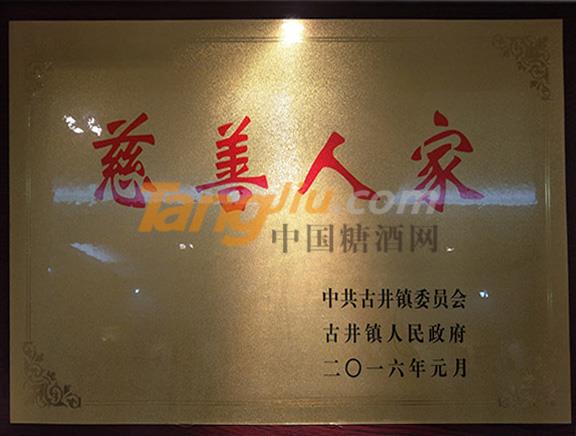 慈善人家
TangJiu.com
中国糖酒网
中共古井镇委员会
古井镇人民政府
二〇一六年元月